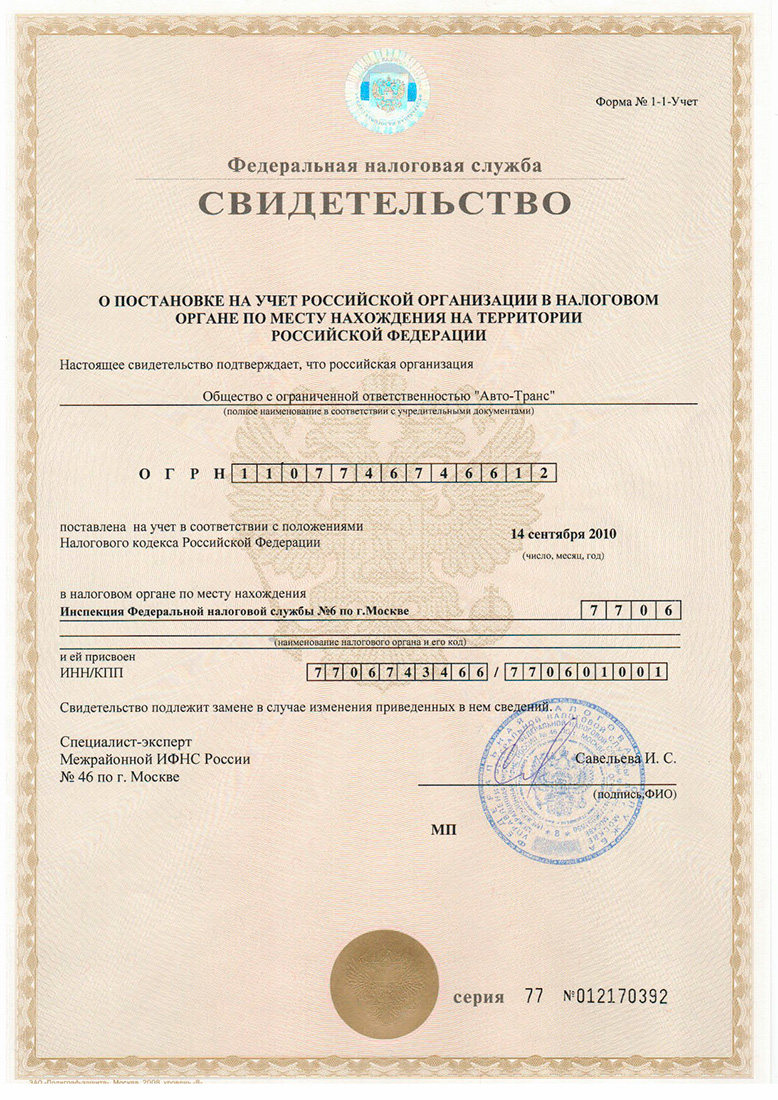 Форма № 1-1-Учет
Федеральная налоговая служба
СВИДЕТЕЛЬСТВО
О ПОСТАНОВКЕ НА УЧЕТ РОССИЙСКОЙ ОРГАНИЗАЦИИ В НАЛОГОВОМ
ОРГАНЕ ПО МЕСТУ НАХОЖДЕНИЯ НА ТЕРРИТОРИИ
РОССИЙСКОЙ ФЕДЕРАЦИИ
Настоящее свидетельство подтверждает, что российская организация
Общество с ограниченной ответственностью "Авто-Транс"
(полное наименование в соответствии с учредительными документами)
О Г Р Н 1 1 0 7 7 4 6 7 4 6 6 1 2
поставлена на учет в соответствии с положениями
Налогового кодекса Российской Федерации
14 сентября 2010
(число, месяц, год)
в налоговом органе по месту нахождения
Инспекция Федеральной налоговой службы №6 по г.Москве 7 7 0 6
(наименование налогового органа и его код)
и ей присвоен
ИНН/КПП 7 7 0 6 7 4 3 4 6 6 / 7 7 0 6 0 1 0 0 1
Свидетельство подлежит замене в случае изменения приведенных в нем сведений.
Специалист-эксперт
Межрайонной ИФНС России
№ 46 по г. Москве
Савельева И. С.
(подпись,ФИО)
МП
серия 77 №012170392